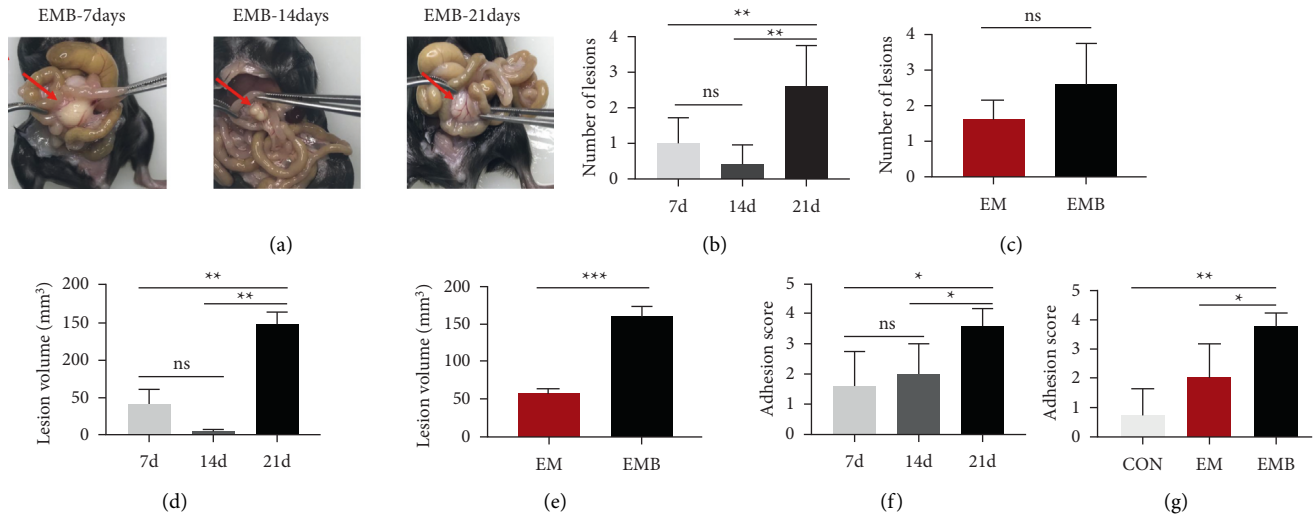 EMB-7days
EMB-14days
EMB-21days
(a)
Number of lesions
4
3
2
1
0
**
**
ns
7d 14d 21d
(b)
Number of lesions
4
3
2
1
0
ns
EM EMB
(c)
Lesion volume (mm³)
200
150
200
50
0
**
**
ns
7d 14d 21d
(d)
Lesion volume (mm³)
200
150
100
50
0
***
EM EMB
(e)
Adhesion score
5
4
3
2
1
0
*
*
ns
7d 14d 21d
(f)
Adhesion score
5
4
3
2
1
0
**
*
CON EM EMB
(g)